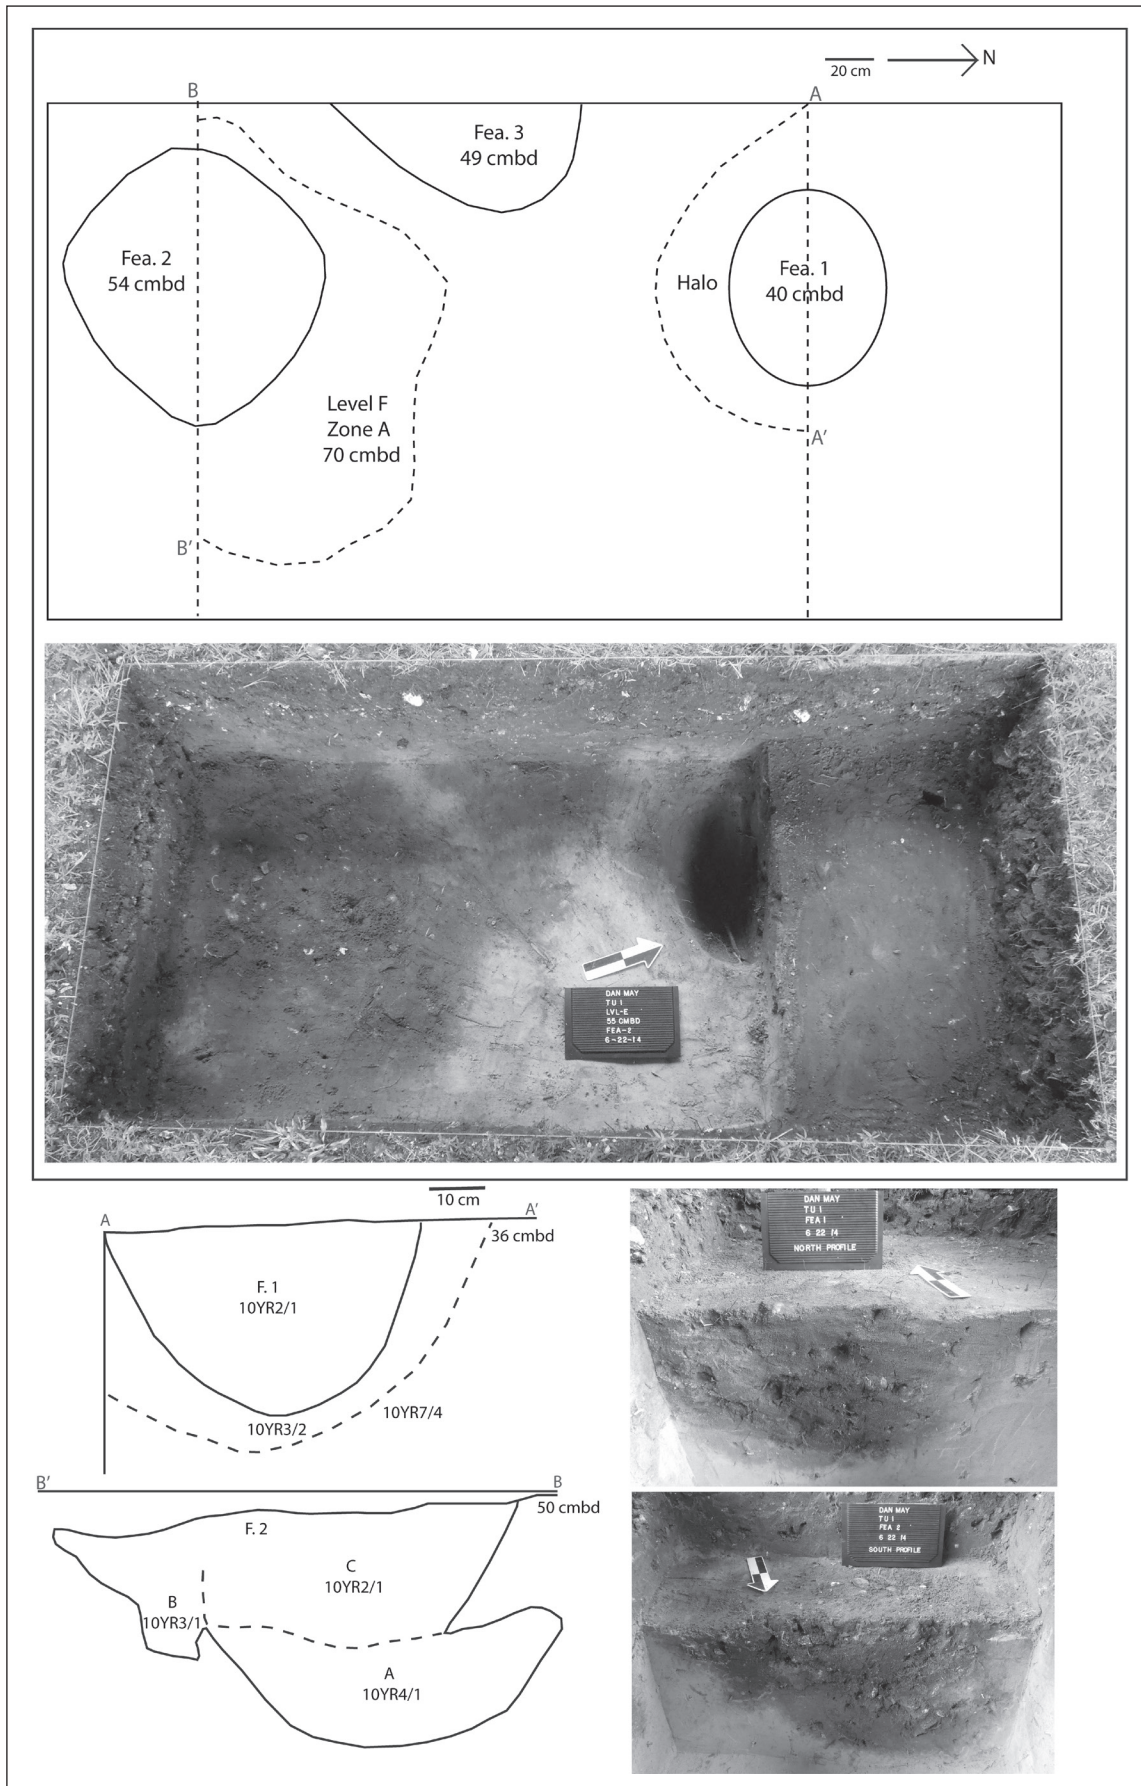 N
20 cm
B
A
Fea. 3
49 cmbd
Fea. 2
54 cmbd
Halo
Fea. 1
40 cmbd
Level F
Zone A
70 cmbd
A'
B'
DAN MAY
TU 1
LVL-E
55 CMBD
FEA-2
6-22-14
10 cm
A
A'
36 cmbd
F. 1
10YR2/1
10YR3/2
10YR7/4
DAN MAY
TU 1
FEA 1
6 22 14
NORTH PROFILE
B'
B
50 cmbd
F. 2
C
10YR2/1
B
10YR3/1
A
10YR4/1
DAN MAY
TU 1
FEA 2
6 22 14
SOUTH PROFILE